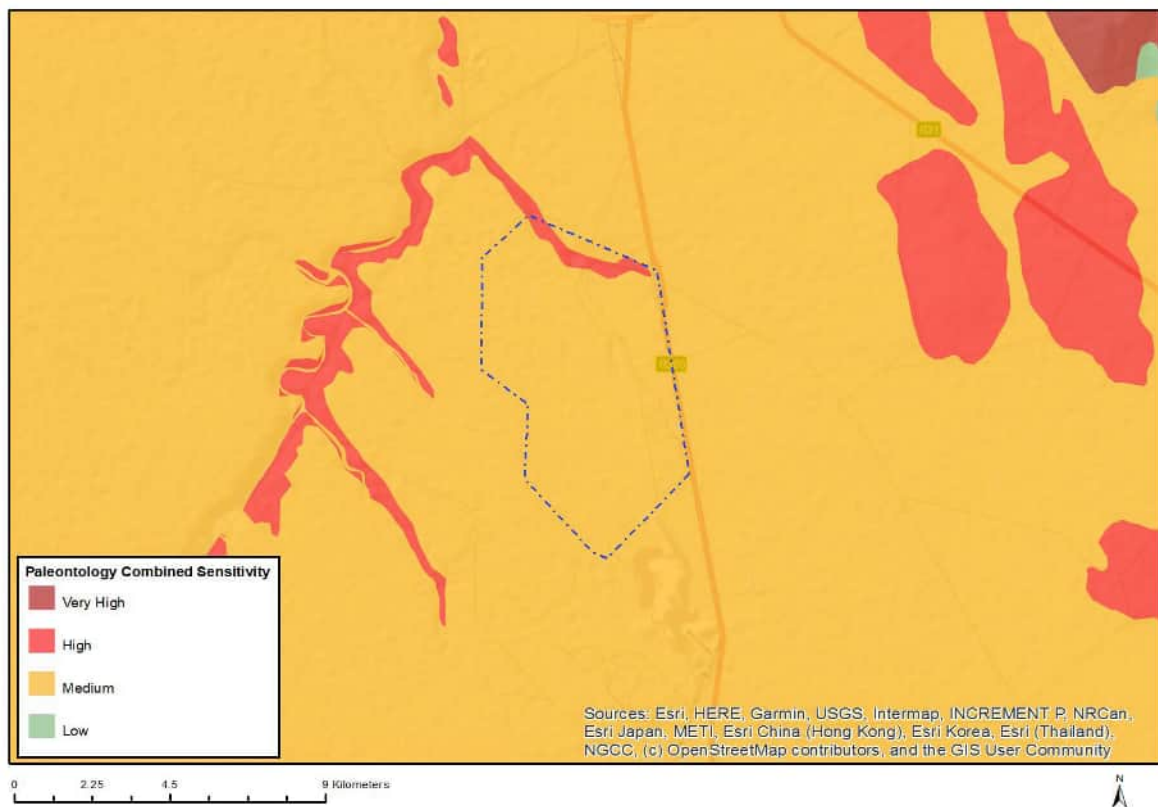 R31
Paleontology Combined Sensitivity
Very High
High
Medium
Low
Sources: Esri, HERE, Garmin, USGS, Intermap, INCREMENT P, NRCan,
Esri Japan, METI, Esri China (Hong Kong), Esri Korea, Esri (Thailand),
NGCC, (c) OpenStreetMap contributors, and the GIS User Community
0 2.25 4.5 9 Kilometers
N